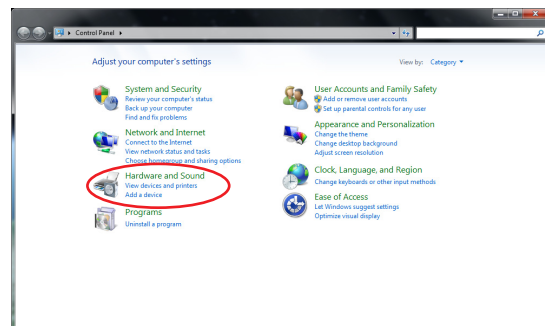 Control Panel
Adjust your computer's settings
View by: Category
System and Security
Review your computer's status
Back up your computer
Find and fix problems
Network and Internet
Connect to the Internet
View network status and tasks
Choose homegroup and sharing options
Hardware and Sound
View devices and printers
Add a device
Programs
Uninstall a program
User Accounts and Family Safety
Add or remove user accounts
Set up parental controls for any user
Appearance and Personalization
Change the theme
Change desktop background
Adjust screen resolution
Clock, Language, and Region
Change keyboards or other input methods
Ease of Access
Let Windows suggest settings
Optimize visual display